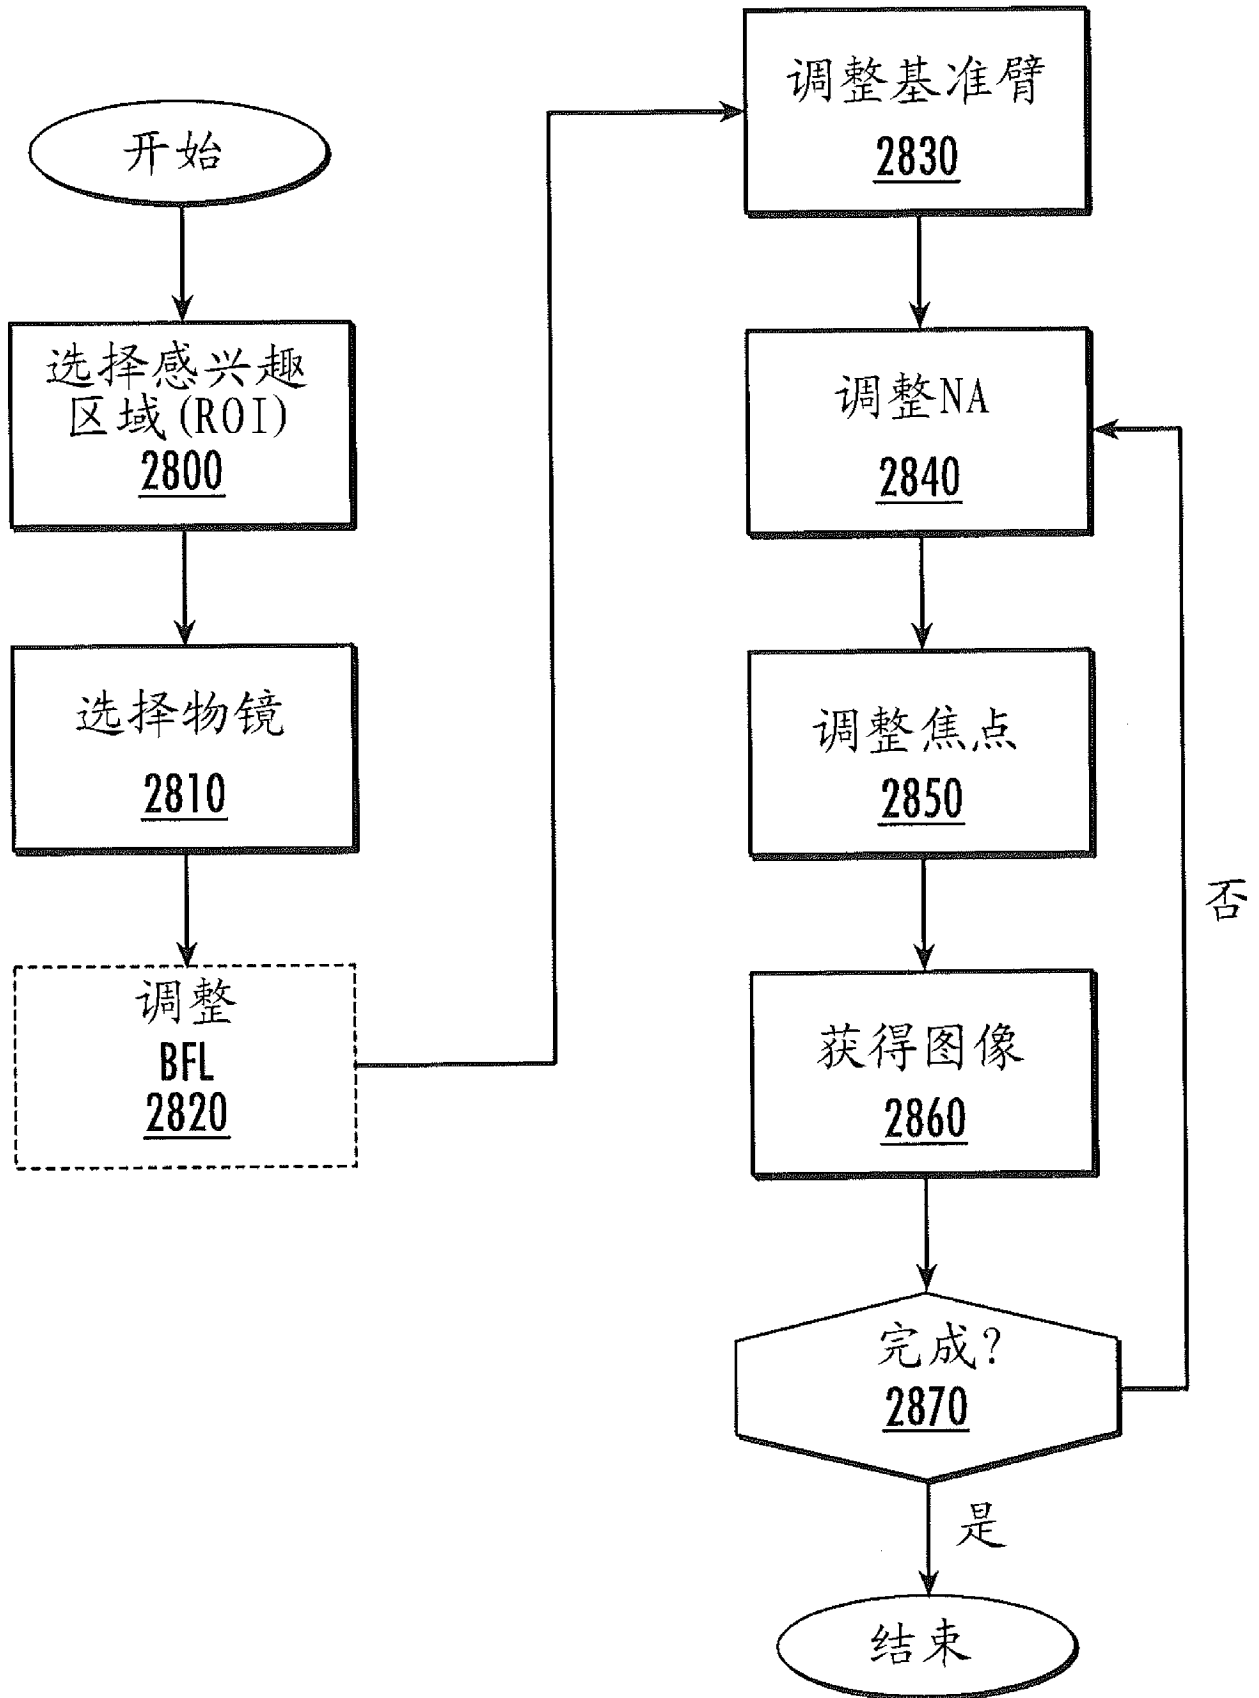 开始
选择感兴趣
区域(ROI)
2800
选择物镜
2810
调整
BFL
2820
调整基准臂
2830
调整NA
2840
调整焦点
2850
获得图像
2860
完成?
2870
否
是
结束